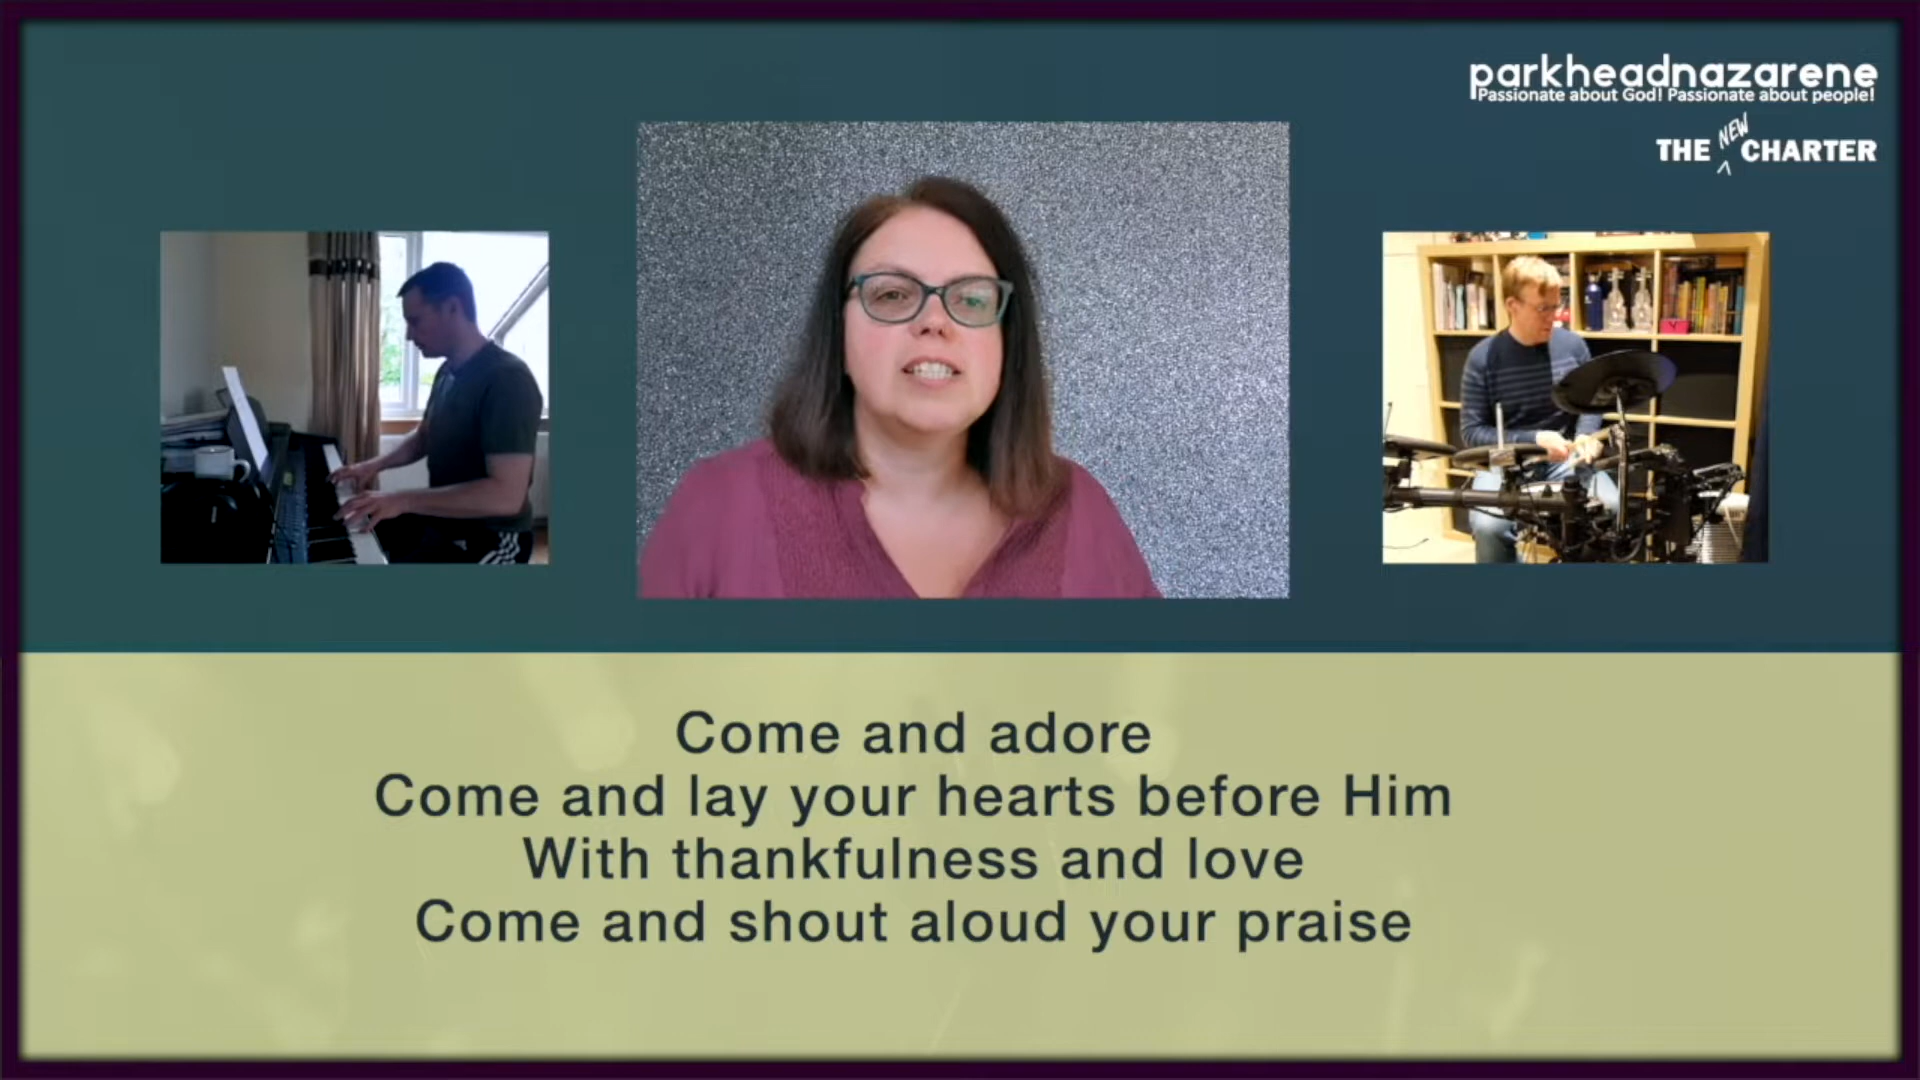 parkheadnazarene
Passionate about God! Passionate about people!
THE NEW CHARTER
Come and adore
Come and lay your hearts before Him
With thankfulness and love
Come and shout aloud your praise